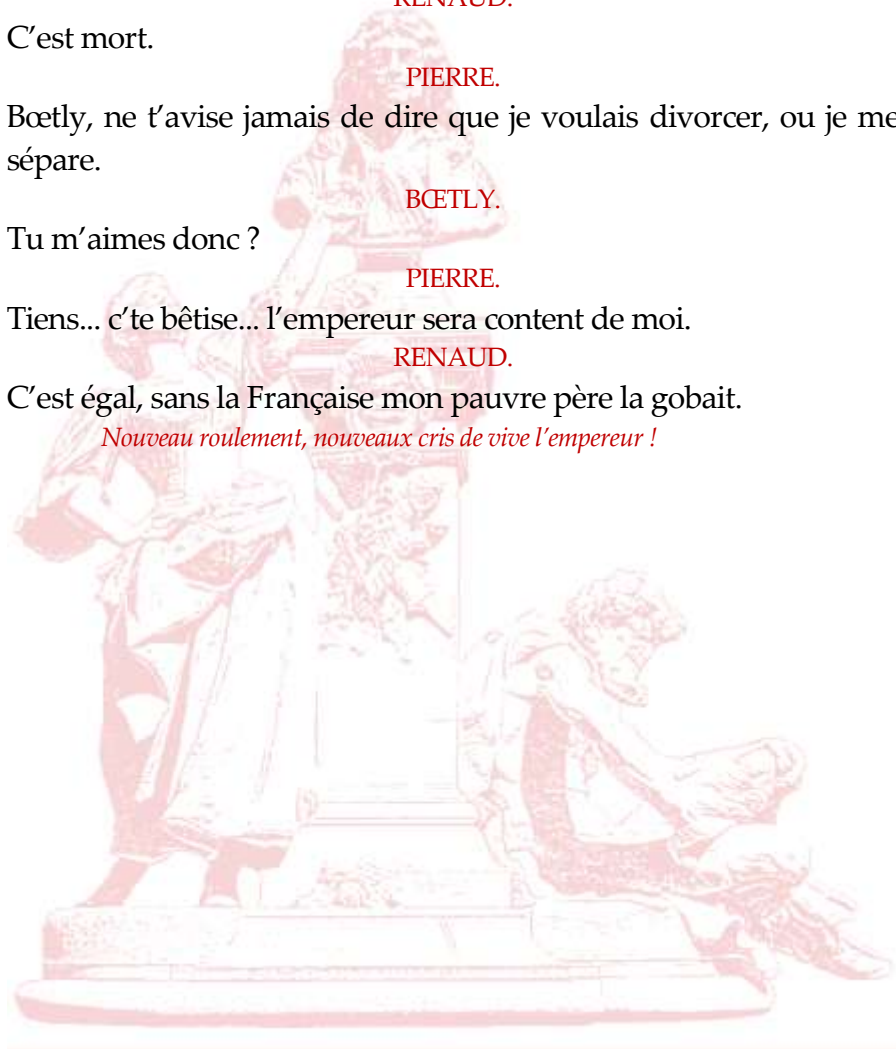 RENAUD.
C’est mort.
PIERRE.
Bœtly, ne t’avise jamais de dire que je voulais divorcer, ou je me
sépare.
BŒTLY.
Tu m’aimes donc ?
PIERRE.
Tiens... c’te bêtise... l’empereur sera content de moi.
RENAUD.
C’est égal, sans la Française mon pauvre père la gobait.
Nouveau roulement, nouveaux cris de vive l’empereur !